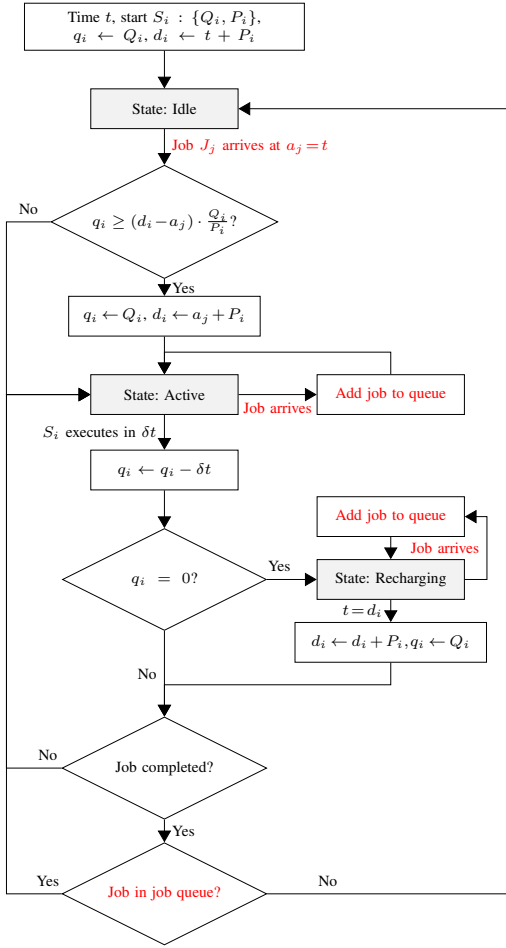 Time t, start S_i : {Q_i, P_i},
q_i ← Q_i, d_i ← t + P_i
State: Idle
Job J_j arrives at a_j = t
No
q_i ≥ (d_i − a_j) · Q_i/P_i?
Yes
q_i ← Q_i, d_i ← a_j + P_i
State: Active
Job arrives
Add job to queue
S_i executes in δt
q_i ← q_i − δt
Add job to queue
Job arrives
q_i = 0?
Yes
State: Recharging
t = d_i
d_i ← d_i + P_i, q_i ← Q_i
No
Job completed?
No
Yes
Job in job queue?
Yes
No